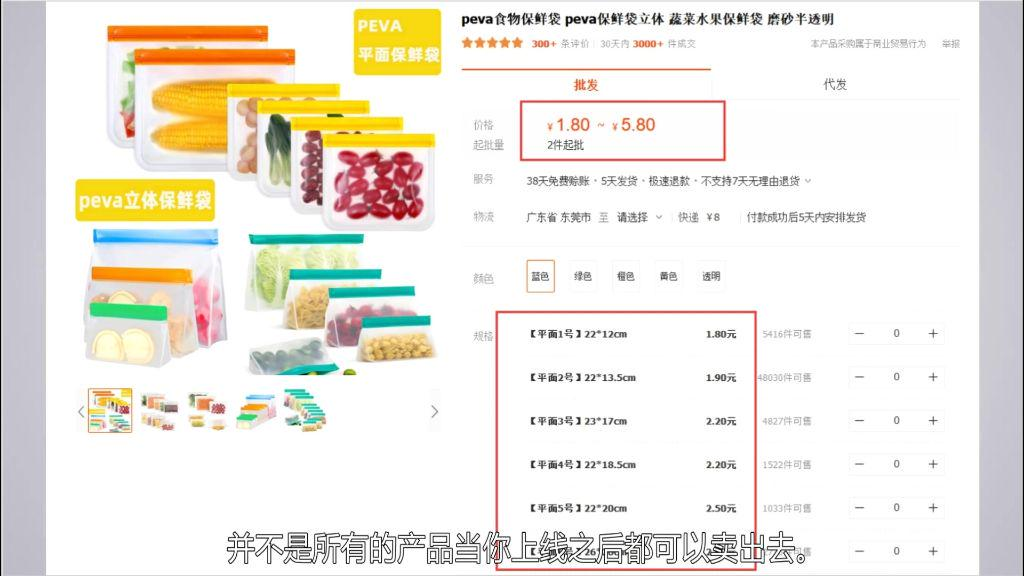 peva食物保鲜袋 peva保鲜袋立体 蔬菜水果保鲜袋 磨砂半透明
300+ 条评价 30天内 3000+ 件成交
本产品采购属于商业贸易行为 举报
PEVA
平面保鲜袋
peva立体保鲜袋
批发 代发
价格 ¥ 1.80 ~ ¥ 5.80
起批量 2件起批
服务 38天免费赊账 · 5天发货 · 极速退款 · 不支持7天无理由退货
物流 广东省 东莞市 至 请选择 快递 ¥8 付款成功后5天内安排发货
颜色 蓝色 绿色 橙色 黄色 透明
规格 【平面1号】22*12cm 1.80元 5416件可售 — 0 +
【平面2号】22*13.5cm 1.90元 48030件可售 — 0 +
【平面3号】23*17cm 2.20元 4827件可售 — 0 +
【平面4号】22*18.5cm 2.20元 1522件可售 — 0 +
【平面5号】22*20cm 2.50元 1033件可售 — 0 +
件可售 — 0 +
并不是所有的产品当你上线之后都可以卖出去。